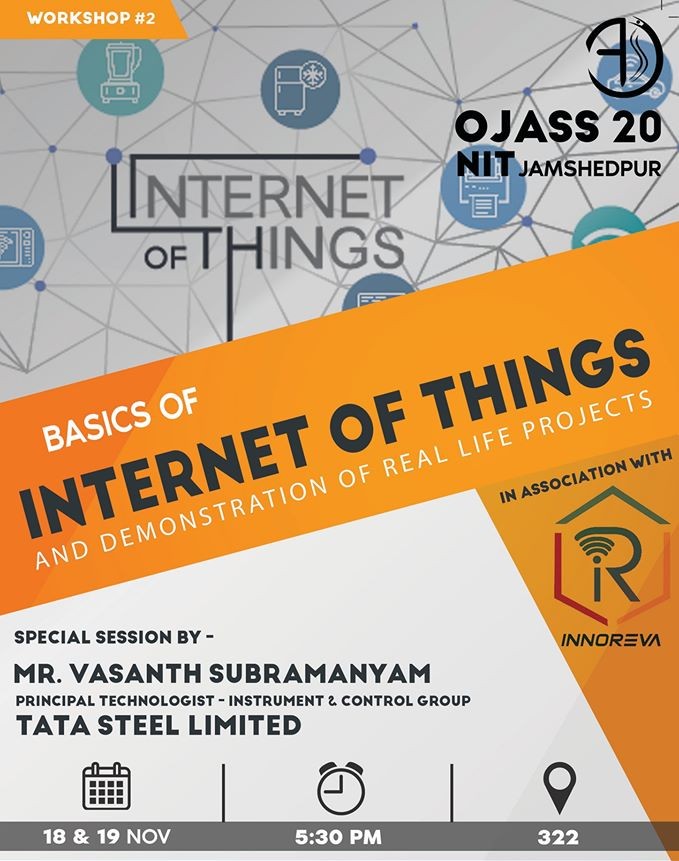 WORKSHOP #2
OJASS 20
NIT JAMSHEDPUR
INTERNET
OF THINGS
BASICS OF
INTERNET OF THINGS
AND DEMONSTRATION OF REAL LIFE PROJECTS
IN ASSOCIATION WITH
iR
INNOREVA
SPECIAL SESSION BY -
MR. VASANTH SUBRAMANYAM
PRINCIPAL TECHNOLOGIST - INSTRUMENT & CONTROL GROUP
TATA STEEL LIMITED
18 & 19 NOV
5:30 PM
322